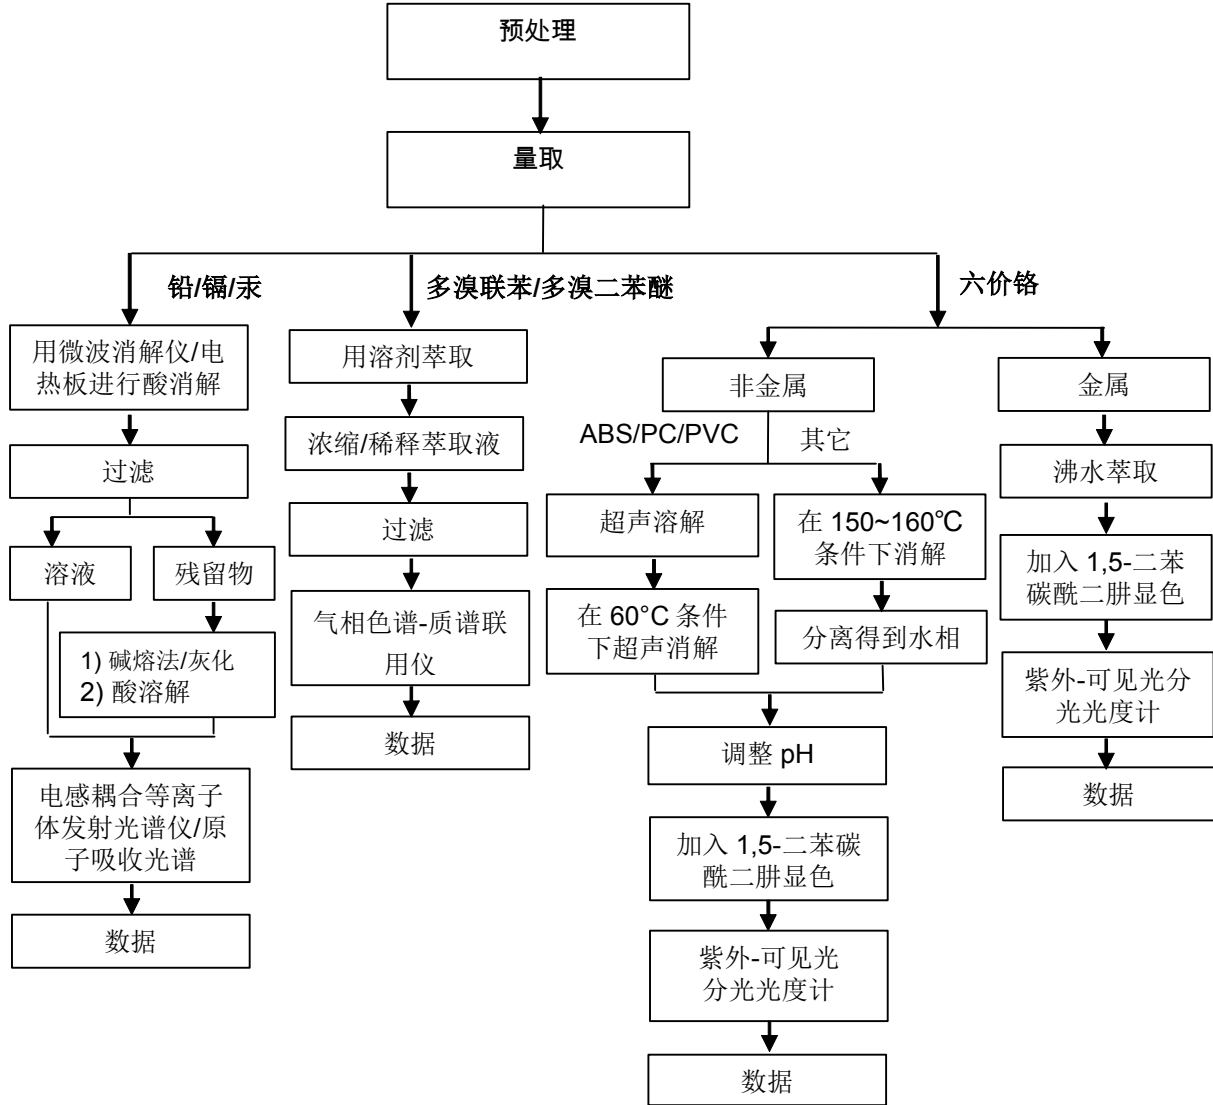 预处理
量取
铅/镉/汞
用微波消解仪/电
热板进行酸消解
过滤
溶液
残留物
1) 碱熔法/灰化
2) 酸溶解
电感耦合等离子
体发射光谱仪/原
子吸收光谱
数据
多溴联苯/多溴二苯醚
用溶剂萃取
浓缩/稀释萃取液
过滤
气相色谱-质谱联
用仪
数据
六价铬
非金属
ABS/PC/PVC
其它
超声溶解
在 60°C 条件
下超声消解
在 150~160℃
条件下消解
分离得到水相
调整 pH
加入 1,5-二苯碳
酰二肼显色
紫外-可见光
分光光度计
数据
金属
沸水萃取
加入 1,5-二苯
碳酰二肼显色
紫外-可见光分
光光度计
数据